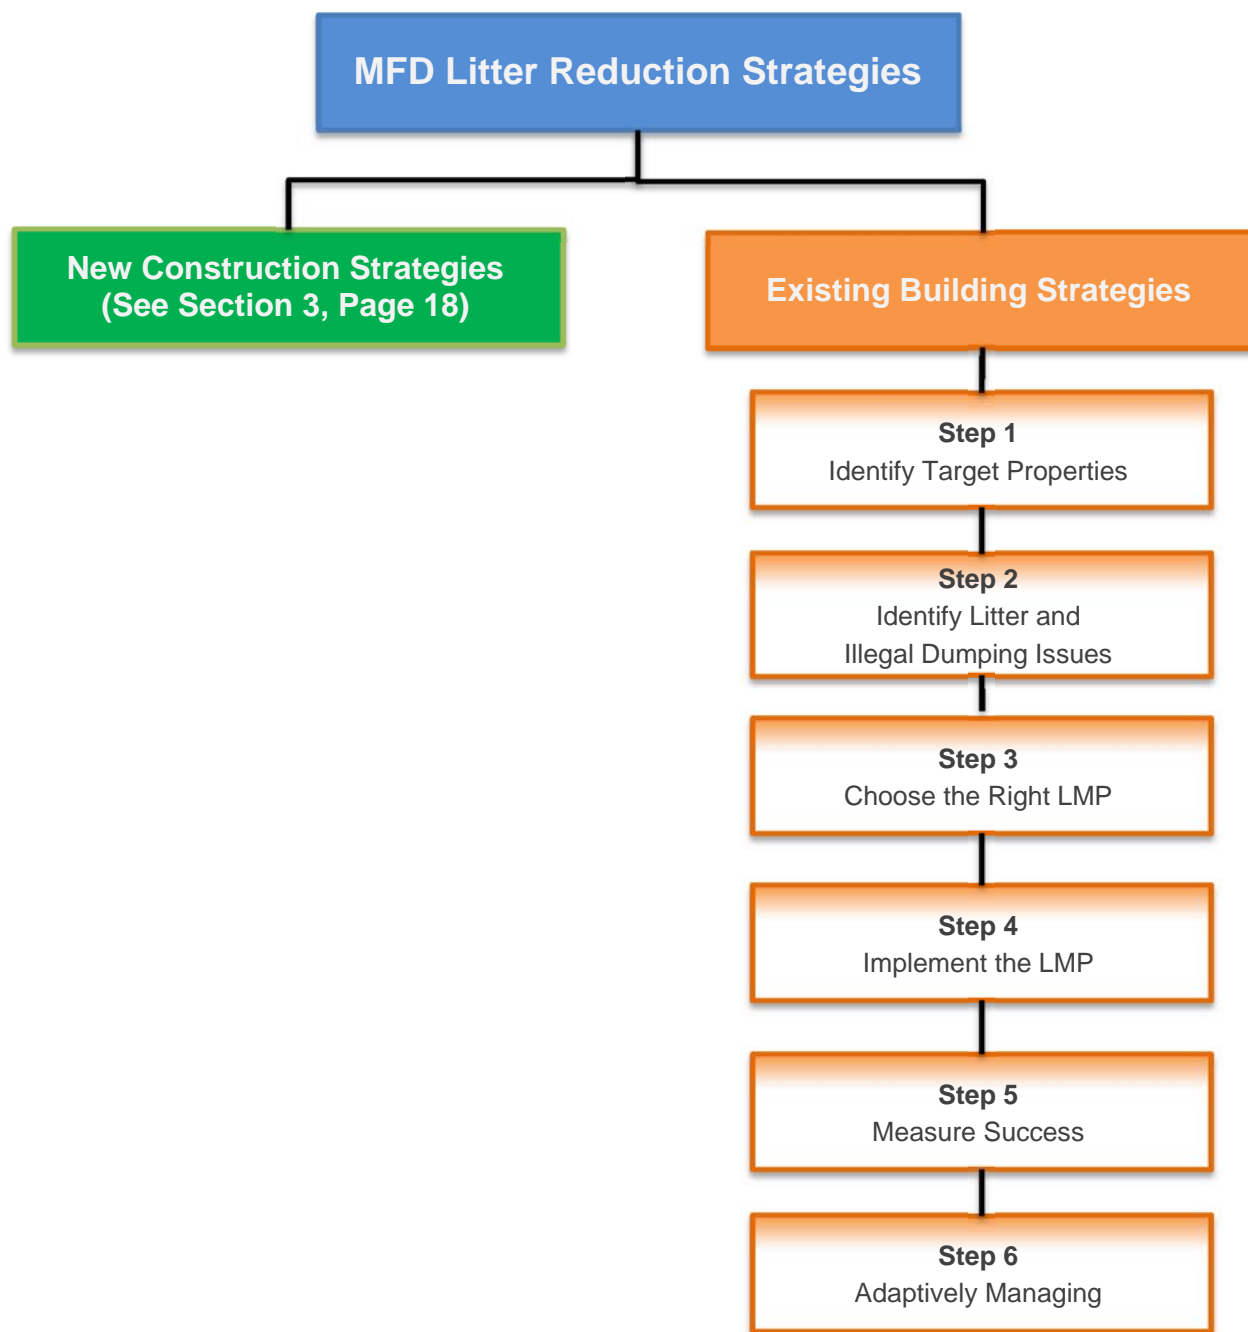 MFD Litter Reduction Strategies
New Construction Strategies
(See Section 3, Page 18)
Existing Building Strategies
Step 1
Identify Target Properties
Step 2
Identify Litter and
Illegal Dumping Issues
Step 3
Choose the Right LMP
Step 4
Implement the LMP
Step 5
Measure Success
Step 6
Adaptively Managing